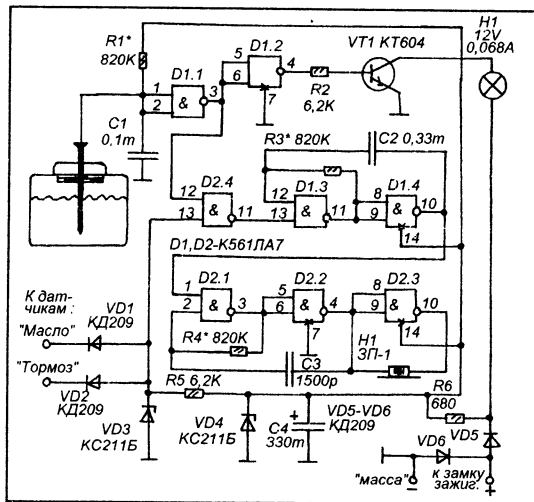 H1
12V
0,068A
R1*
820K
D1.2
VT1 KT604
5
6
4
7
D1.1
1
2
3
&
R2
6,2K
C1
0,1m
R3* 820K
C2 0,33m
D2.4
12
13
&
11
D1.3
12
13
&
11
D1.4
8
9
&
10
14
D1,D2-К561ЛА7
D2.1
1
2
&
3
D2.2
5
6
&
4
7
D2.3
8
9
&
10
14
К дат-
чикам :
"Масло"
VD1
КД209
R4* 820K
C3
1500p
H1
ЗП-1
"Тормоз"
VD2
КД209
R5 6,2K
R6
680
VD3
КС211Б
VD4
КС211Б
+
C4
330m
VD5-VD6
КД209
VD6
VD5
"масса"
–
к замку
зажиг.
+